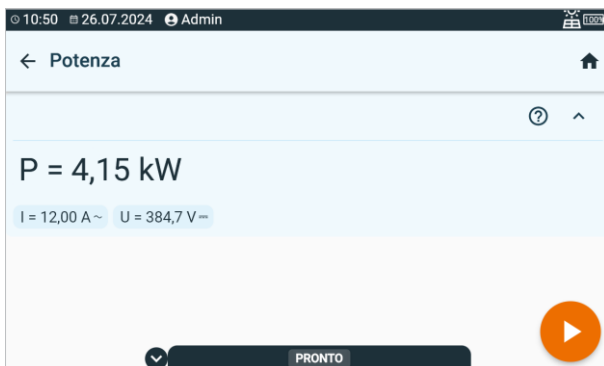 10:50 26.07.2024 Admin 100%
Potenza
P = 4,15 kW
I = 12,00 A ~ U = 384,7 V ⎓
PRONTO